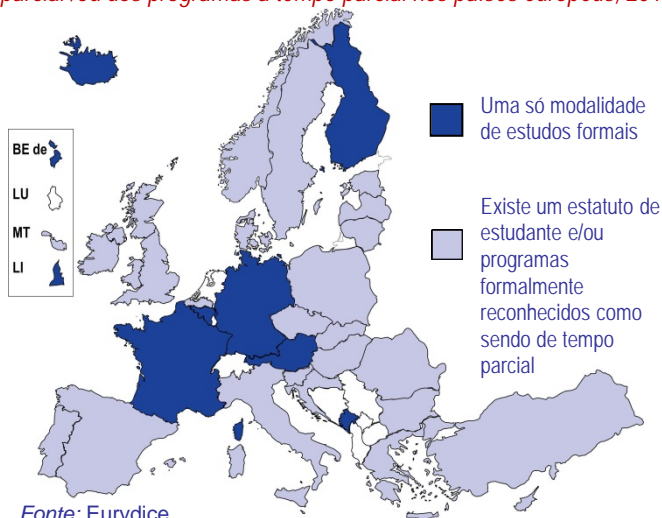 parcial/ou dos programas a tempo parcial nos países europeus, 201
Uma só modalidade
de estudos formais
BE de
LU
MT
LI
Existe um estatuto de
estudante e/ou
programas
formalmente
reconhecidos como
sendo de tempo
parcial
Fonte: Eurydice